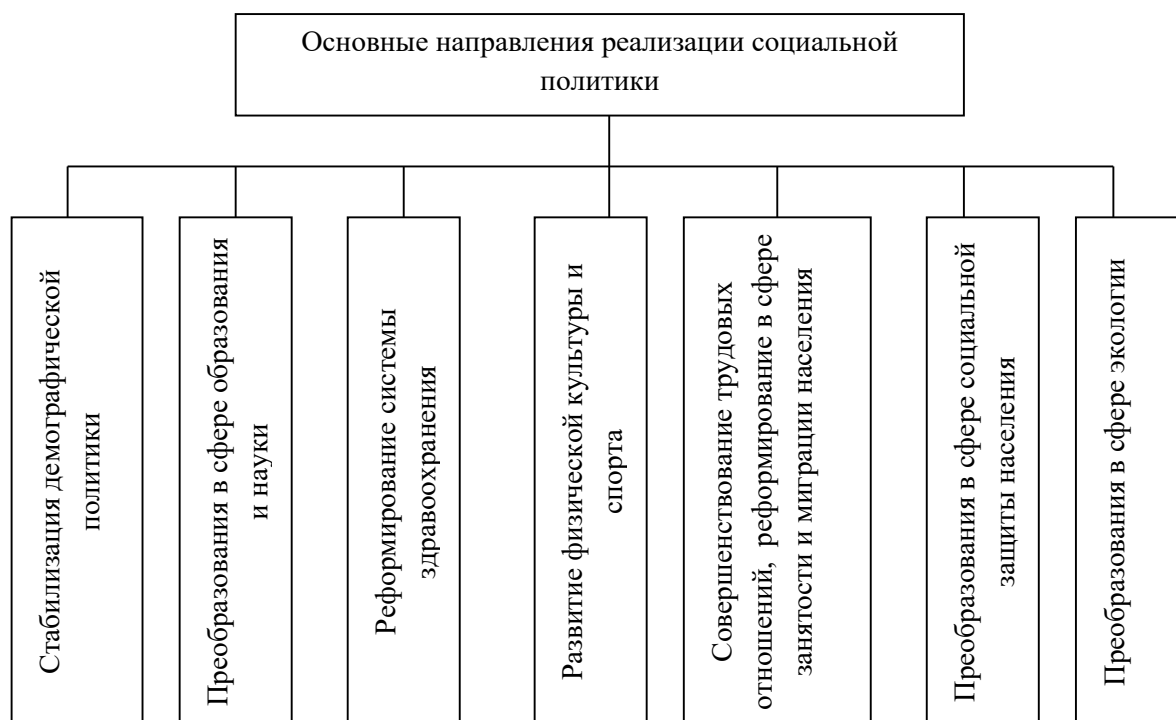 Основные направления реализации социальной
политики
Стабилизация демографической
политики
Преобразования в сфере образования
и науки
Реформирование системы
здравоохранения
Развитие физической культуры и
спорта
Совершенствование трудовых
отношений, реформирование в сфере
занятости и миграции населения
Преобразования в сфере социальной
защиты населения
Преобразования в сфере экологии